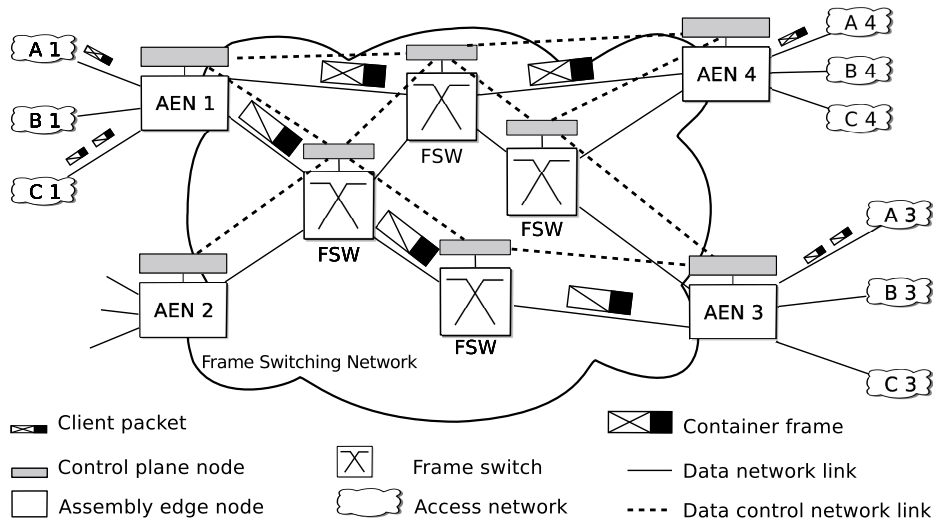 A 1
B 1
C 1
AEN 1
AEN 2
FSW
FSW
FSW
FSW
AEN 4
AEN 3
A 4
B 4
C 4
A 3
B 3
C 3
Frame Switching Network
Client packet
Control plane node
Assembly edge node
Frame switch
Access network
Container frame
Data network link
Data control network link